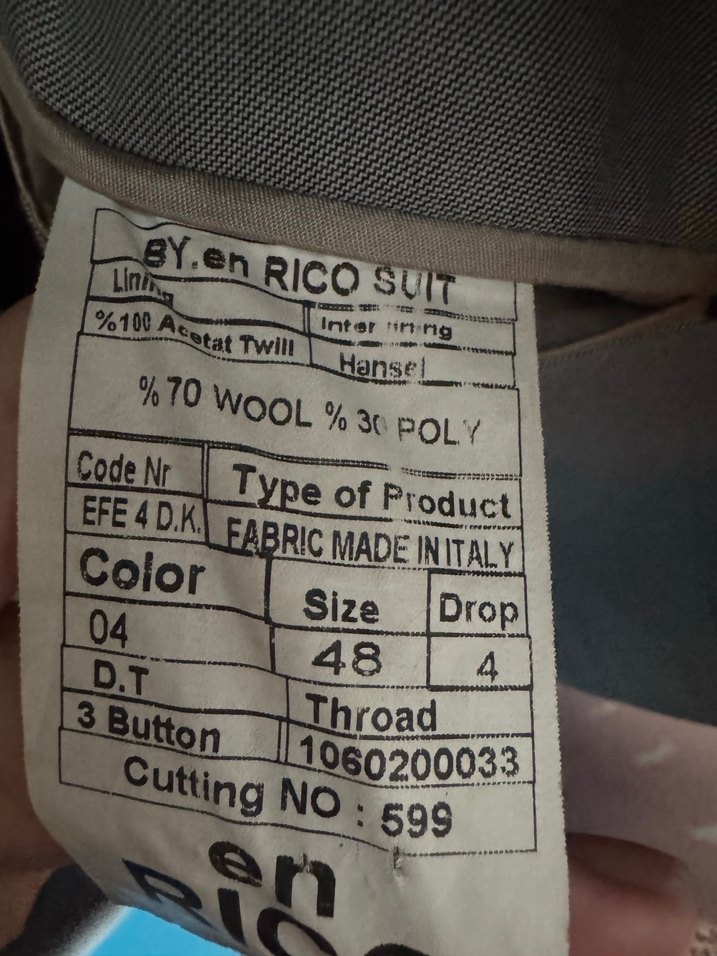 BY.en RICO SUIT
Lining
Inter lining
%100 Acetat Twill
Hansel
% 70 WOOL % 30 POLY
Code Nr
Type of Product
EFE 4 D.K.
FABRIC MADE IN ITALY
Color
Size
Drop
04
48
4
D.T
Throad
3 Button
1060200033
Cutting NO : 599
en
RICO